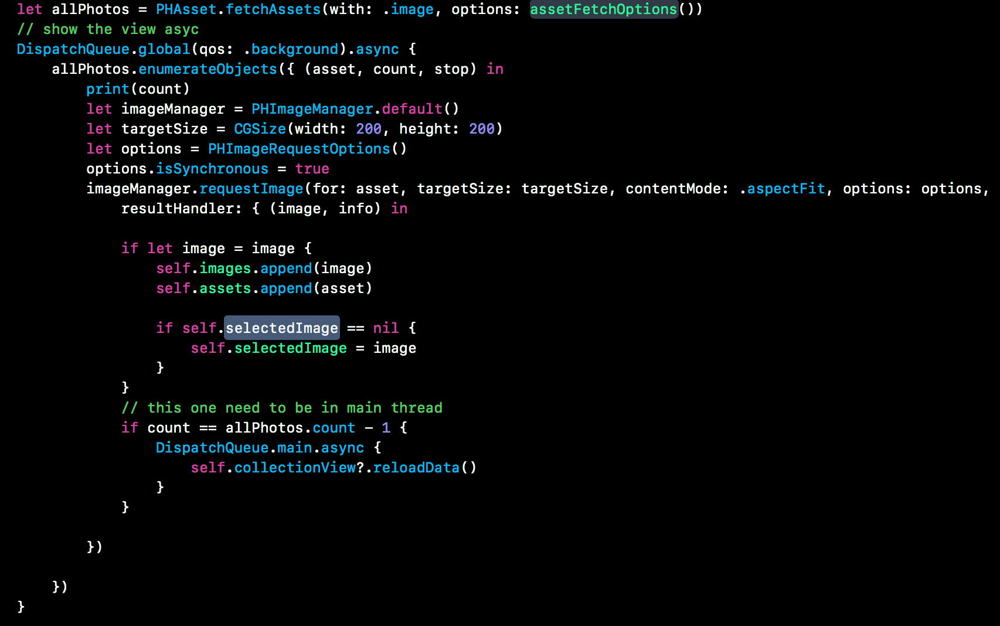 let allPhotos = PHAsset.fetchAssets(with: .image, options: assetFetchOptions())
// show the view asyc
DispatchQueue.global(qos: .background).async {
    allPhotos.enumerateObjects({ (asset, count, stop) in
        print(count)
        let imageManager = PHImageManager.default()
        let targetSize = CGSize(width: 200, height: 200)
        let options = PHImageRequestOptions()
        options.isSynchronous = true
        imageManager.requestImage(for: asset, targetSize: targetSize, contentMode: .aspectFit, options: options,
            resultHandler: { (image, info) in
            if let image = image {
                self.images.append(image)
                self.assets.append(asset)
                if self.selectedImage == nil {
                    self.selectedImage = image
                }
            }
            // this one need to be in main thread
            if count == allPhotos.count - 1 {
                DispatchQueue.main.async {
                    self.collectionView?.reloadData()
                }
            }
        })
    })
}